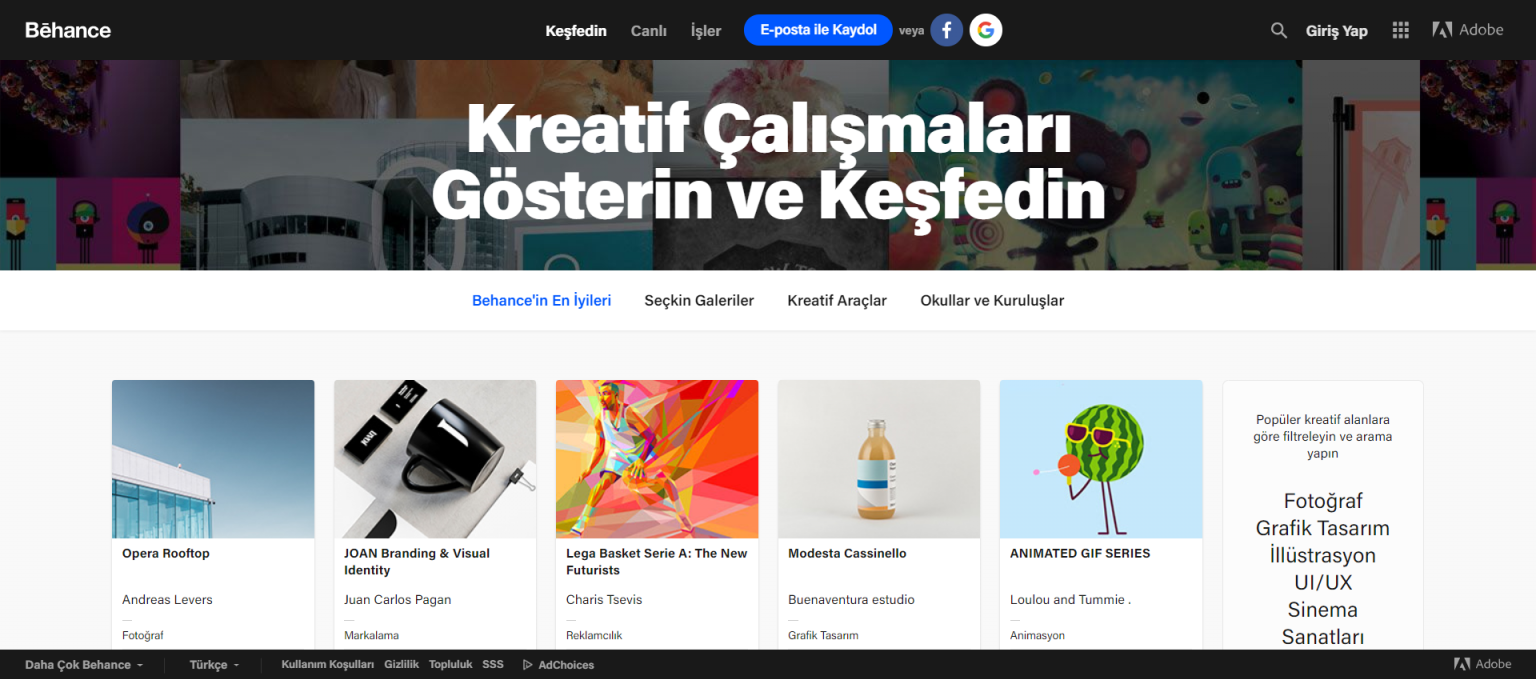 Bēhance
Keşfedin
Canlı
İşler
E-posta ile Kaydol
veya
Giriş Yap
Adobe
Kreatif Çalışmaları
Gösterin ve Keşfedin
Behance'in En İyileri
Seçkin Galeriler
Kreatif Araçlar
Okullar ve Kuruluşlar
Opera Rooftop
Andreas Levers
Fotoğraf
JOAN Branding & Visual
Identity
Juan Carlos Pagan
Markalama
Lega Basket Serie A: The New
Futurists
Charis Tsevis
Reklamcılık
Modesta Cassinello
Buenaventura estudio
Grafik Tasarım
ANIMATED GIF SERIES
Loulou and Tummie .
Animasyon
Popüler kreatif alanlara
göre filtreleyin ve arama
yapın
Fotoğraf
Grafik Tasarım
İllüstrasyon
UI/UX
Sinema
Sanatları
Daha Çok Behance
Türkçe
Kullanım Koşulları
Gizlilik
Topluluk
SSS
AdChoices
Adobe